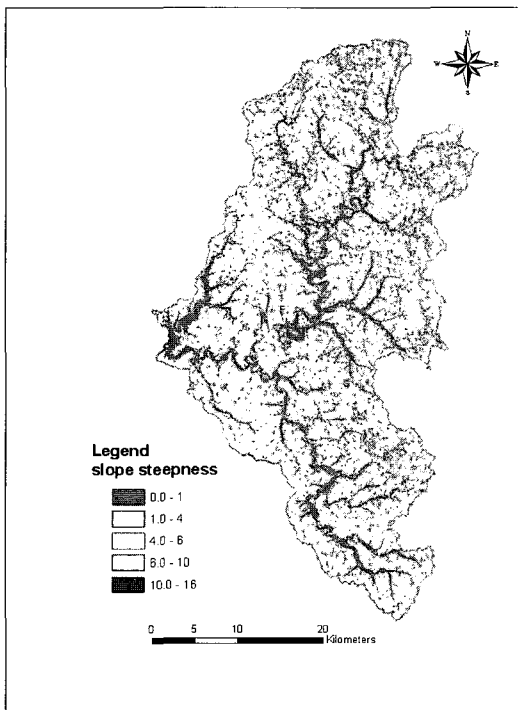 N
W E
S
Legend
slope steepness
0.0 - 1
1.0 - 4
4.0 - 6
6.0 - 10
10.0 - 16
0 5 10 20
Kilometers